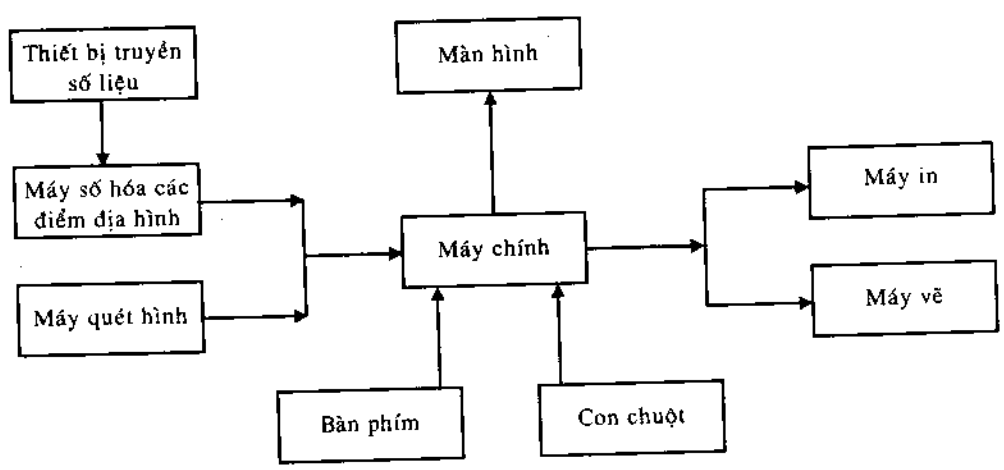 Thiết bị truyền
số liệu
Màn hình
Máy số hóa các
điểm địa hình
Máy in
Máy chính
Máy quét hình
Máy vẽ
Bàn phím
Con chuột